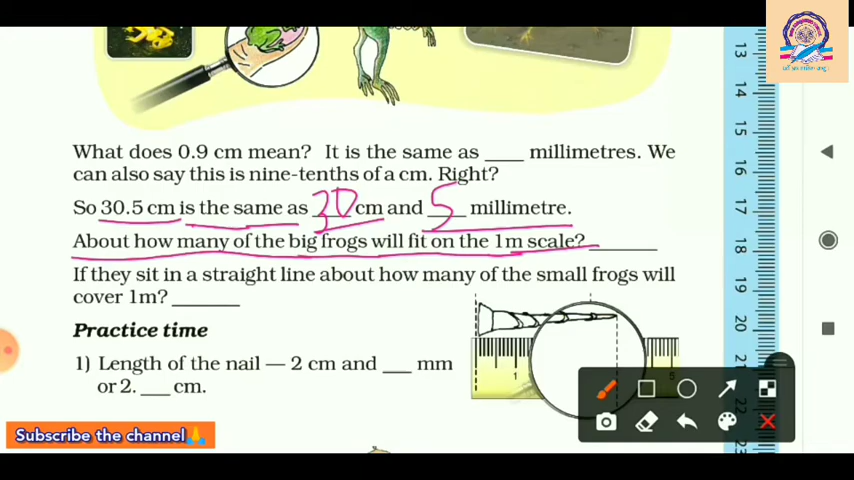 What does 0.9 cm mean? It is the same as ___ millimetres. We
can also say this is nine-tenths of a cm. Right?
So 30.5 cm is the same as 30 cm and 5 millimetre.
About how many of the big frogs will fit on the 1m scale? ______
If they sit in a straight line about how many of the small frogs will
cover 1m? ______
Practice time
1) Length of the nail — 2 cm and ___ mm
or 2. ___ cm.
1
5
13
14
15
16
17
18
19
20
21
22
23
Subscribe the channel🙏